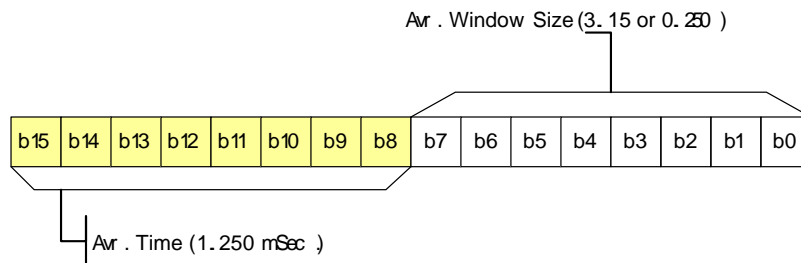 Avr . Window Size (3..15 or 0..250 )
b15 b14 b13 b12 b11 b10 b9 b8 b7 b6 b5 b4 b3 b2 b1 b0
Avr . Time (1..250 mSec .)